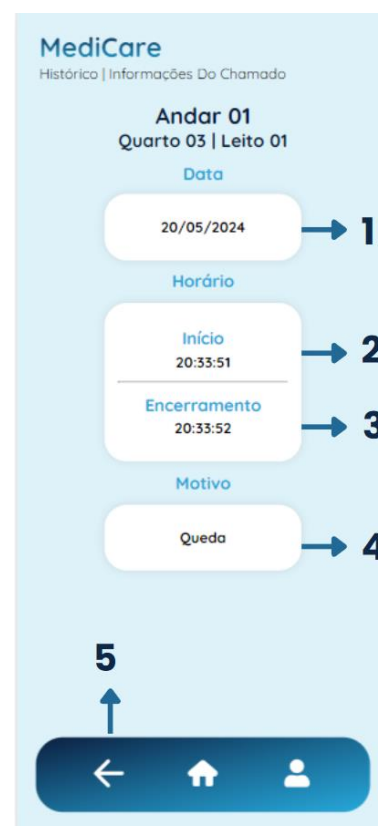 MediCare
Histórico | Informações Do Chamado
Andar 01
Quarto 03 | Leito 01
Data
20/05/2024
1
Horário
Início
20:33:51
2
Encerramento
20:33:52
3
Motivo
Queda
4
5